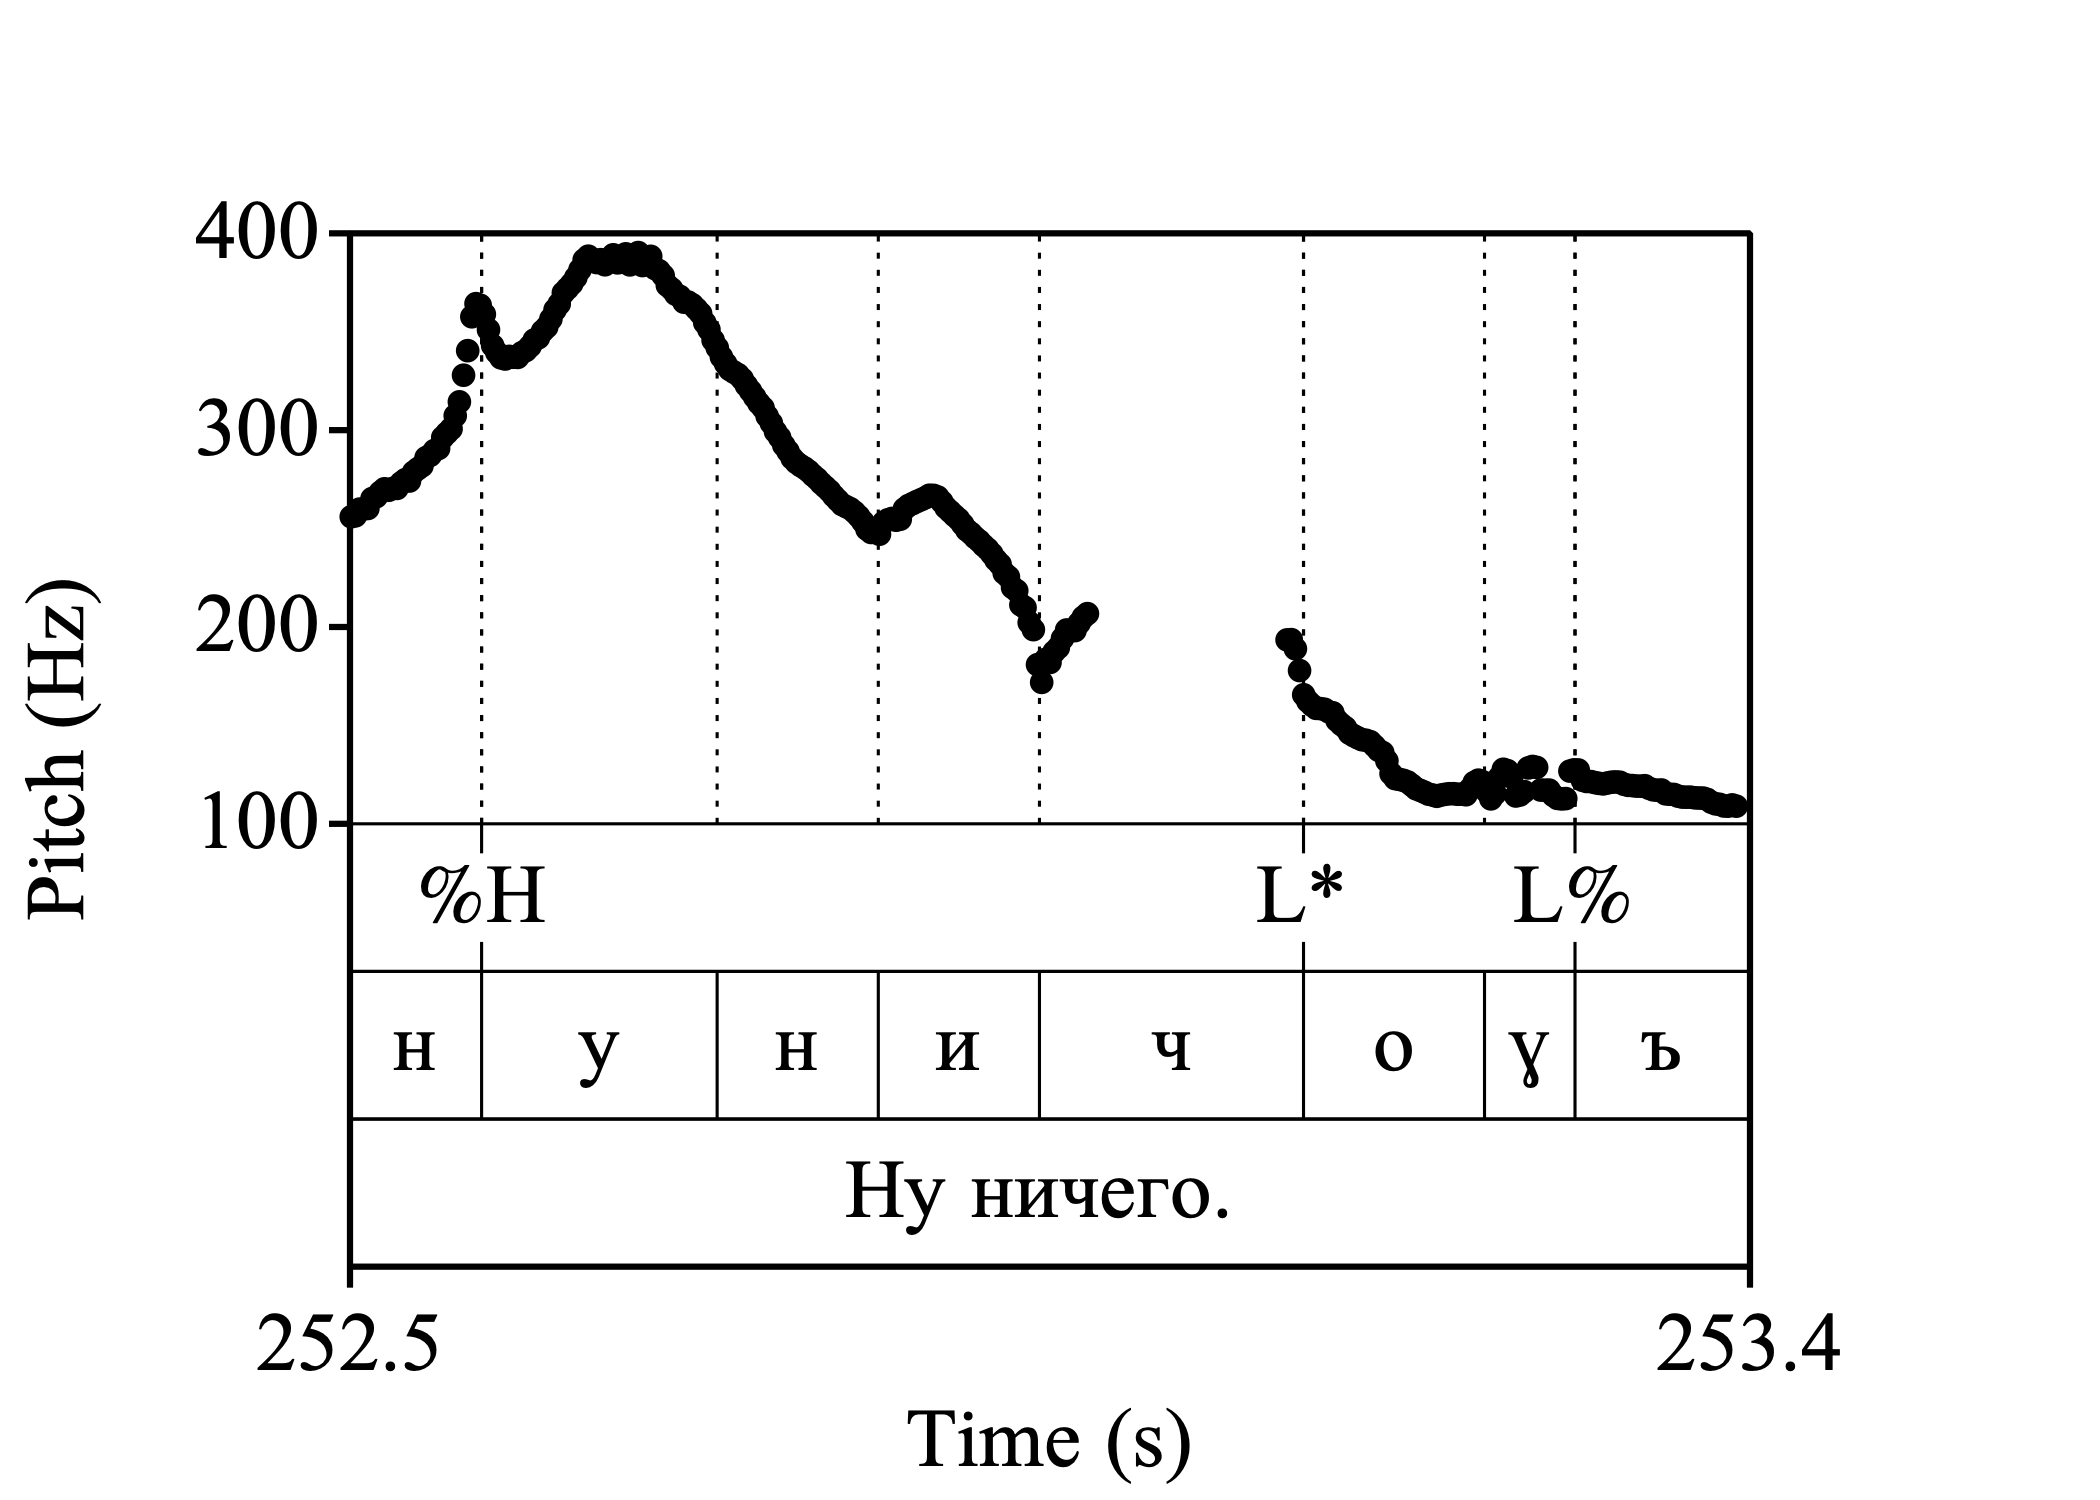 400
300
200
100
Pitch (Hz)
%H L* L%
н у н и ч о ɣ ъ
Ну ничего.
252.5 253.4
Time (s)